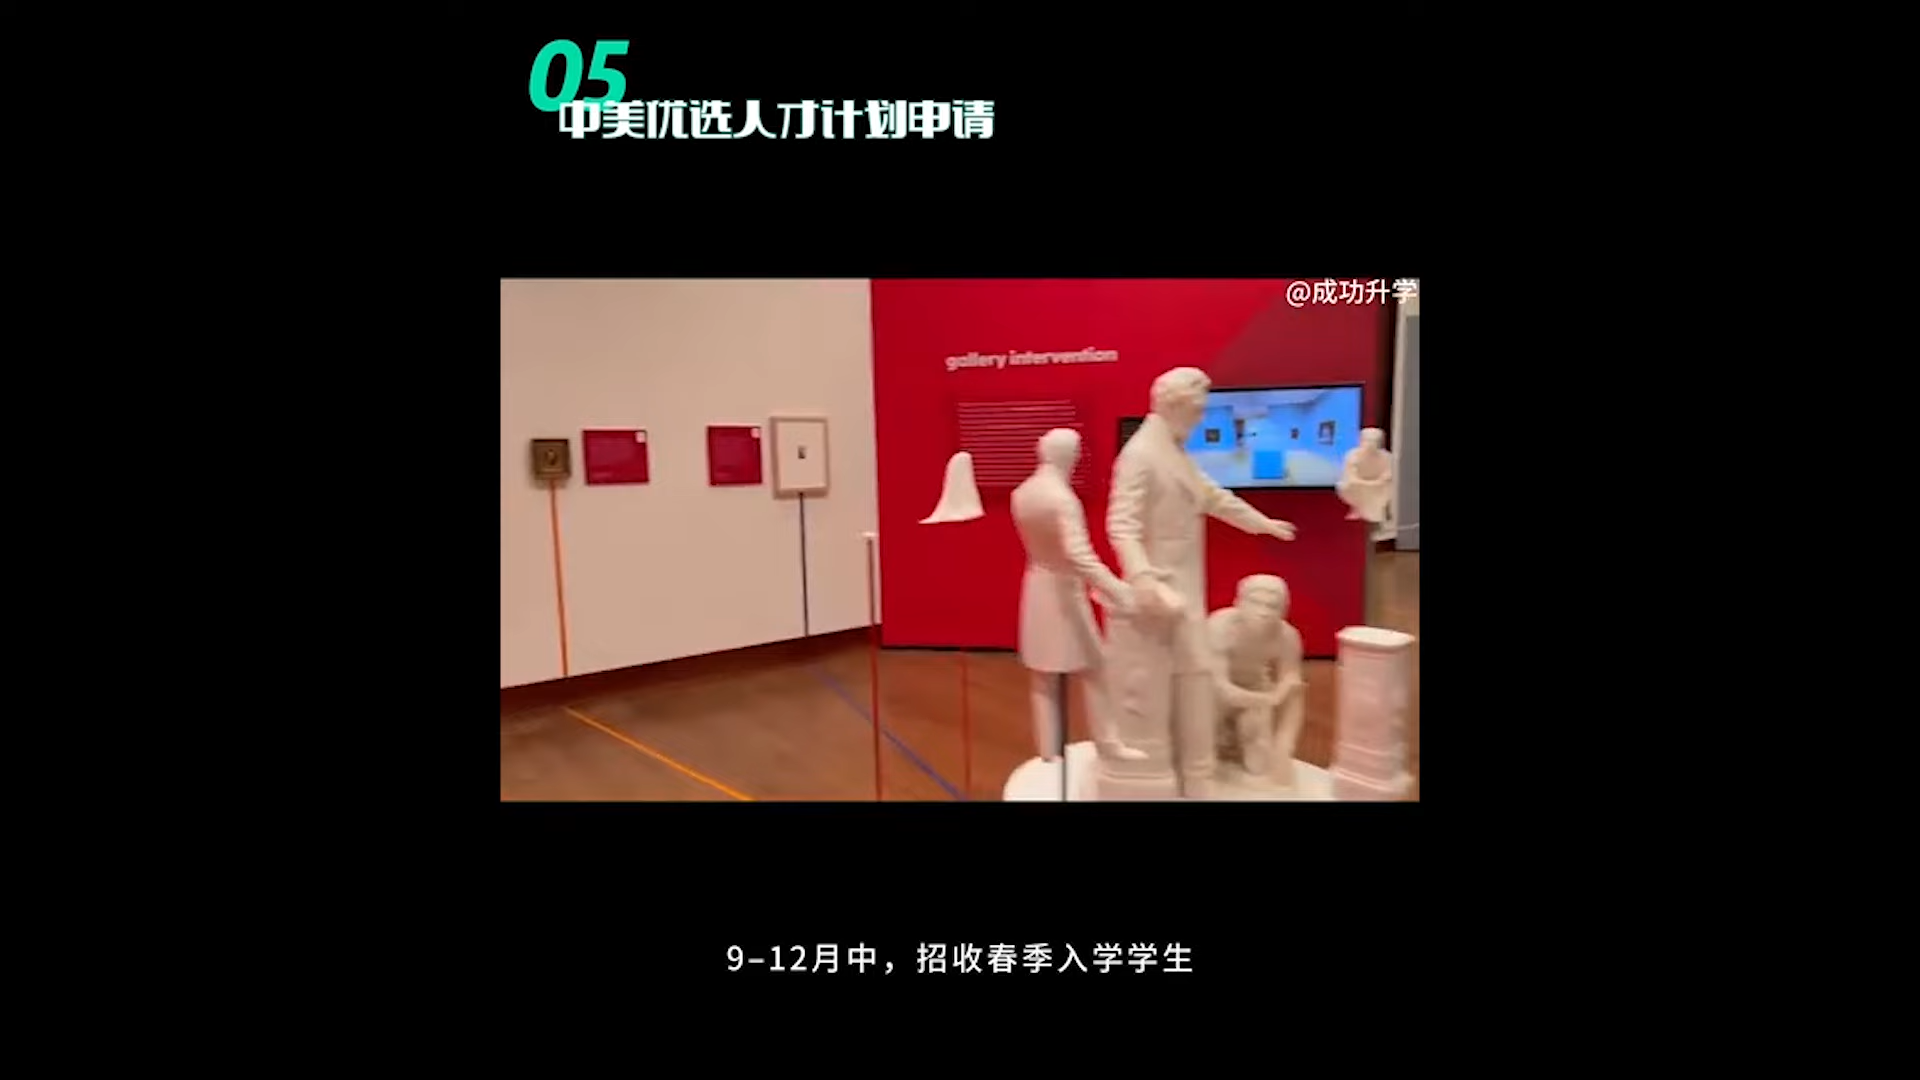 05
中美优选人才计划申请
@成功升学
gallery intervention
9–12月中，招收春季入学学生